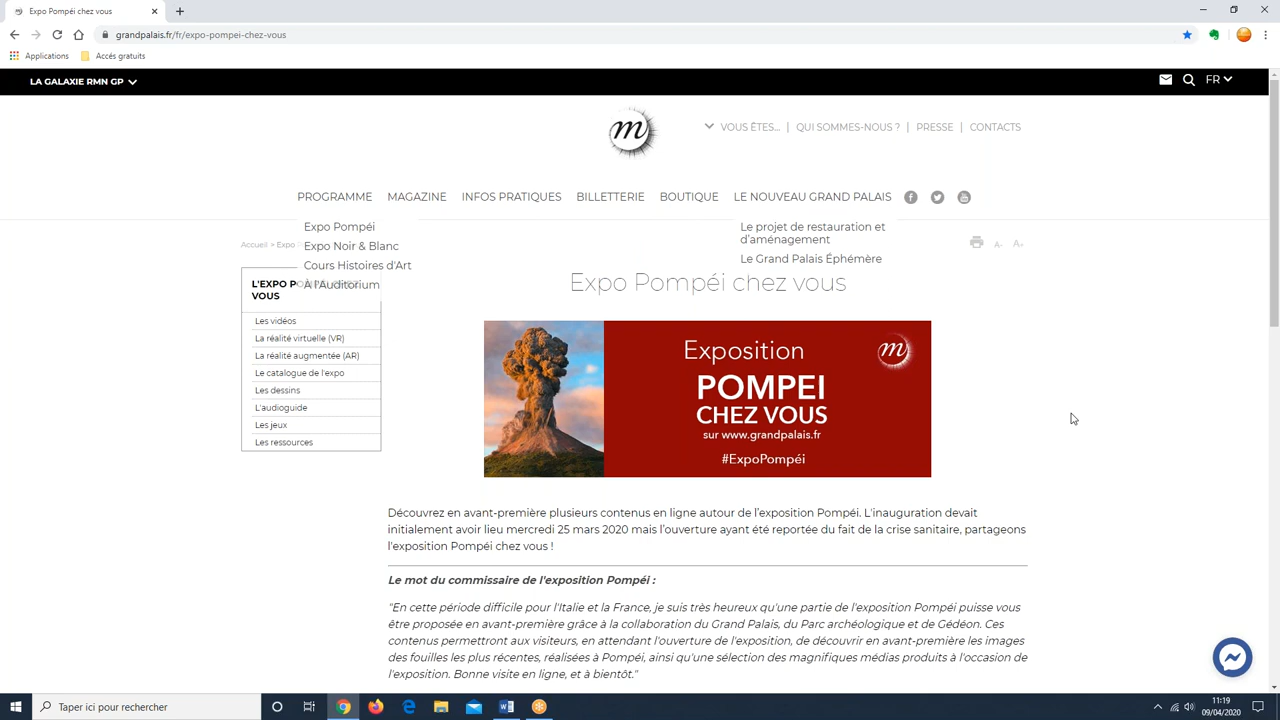 Expo Pompéi chez vous
grandpalais.fr/fr/expo-pompei-chez-vous
Applications
Accés gratuits
LA GALAXIE RMN GP
FR
m
VOUS ÊTES... | QUI SOMMES-NOUS ? | PRESSE | CONTACTS
PROGRAMME MAGAZINE INFOS PRATIQUES BILLETTERIE BOUTIQUE LE NOUVEAU GRAND PALAIS
Expo Pompéi
Expo Noir & Blanc
Cours Histoires d'Art
À l'Auditorium
Le projet de restauration et
d'aménagement
Le Grand Palais Éphémère
Accueil > Expo
A- A+
L'EXPO P
VOUS
Les vidéos
La réalité virtuelle (VR)
La réalité augmentée (AR)
Le catalogue de l'expo
Les dessins
L'audioguide
Les jeux
Les ressources
Expo Pompéi chez vous
Exposition
m
POMPEI
CHEZ VOUS
sur www.grandpalais.fr
#ExpoPompéi
Découvrez en avant-première plusieurs contenus en ligne autour de l'exposition Pompéi. L'inauguration devait
initialement avoir lieu mercredi 25 mars 2020 mais l'ouverture ayant été reportée du fait de la crise sanitaire, partageons
l'exposition Pompéi chez vous !
Le mot du commissaire de l'exposition Pompéi :
"En cette période difficile pour l'Italie et la France, je suis très heureux qu'une partie de l'exposition Pompéi puisse vous
être proposée en avant-première grâce à la collaboration du Grand Palais, du Parc archéologique et de Gédéon. Ces
contenus permettront aux visiteurs, en attendant l'ouverture de l'exposition, de découvrir en avant-première les images
des fouilles les plus récentes, réalisées à Pompéi, ainsi qu'une sélection des magnifiques médias produits à l'occasion de
l'exposition. Bonne visite en ligne, et à bientôt."
Taper ici pour rechercher
11:19
09/04/2020